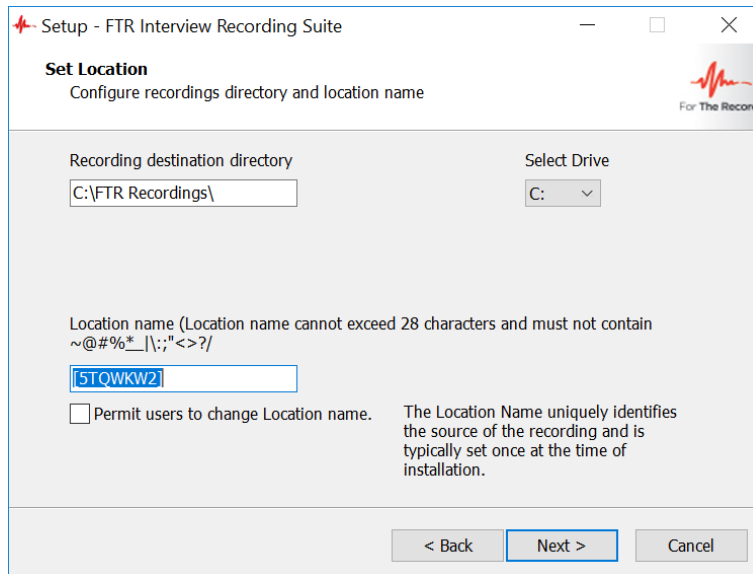 Setup - FTR Interview Recording Suite
Set Location
Configure recordings directory and location name
For The Recor
Recording destination directory
Select Drive
C:\FTR Recordings\
C:
Location name (Location name cannot exceed 28 characters and must not contain
~@#%*_|\:;"<>?/
[5TQWKW2]
Permit users to change Location name.
The Location Name uniquely identifies
the source of the recording and is
typically set once at the time of
installation.
< Back
Next >
Cancel